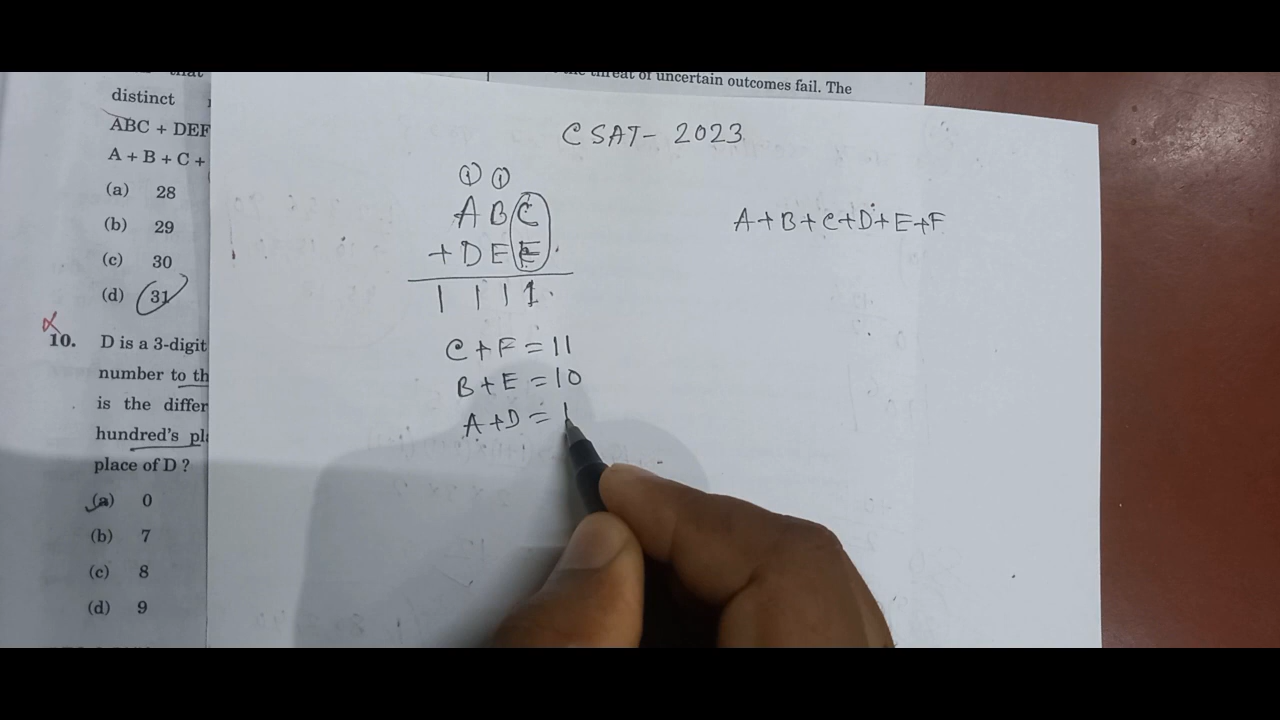 that
distinct
ABC + DEF
A + B + C +
(a) 28
(b) 29
(c) 30
(d) 31
10. D is a 3-digit
number to th
is the differ
hundred's pl
place of D ?
(a) 0
(b) 7
(c) 8
(d) 9
threat of uncertain outcomes fail. The
CSAT- 2023
① ①
A B C
+ D E F
1 1 1 1
C + F = 11
B + E = 10
A + D = 1
A+B+C+D+E+F